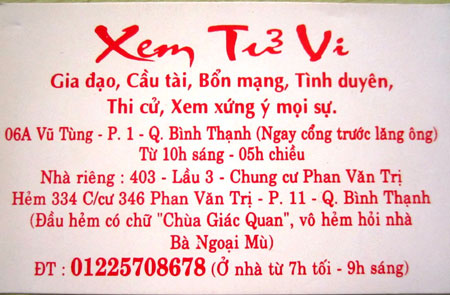 Xem Tử Vi
Gia đạo, Cầu tài, Bổn mạng, Tình duyên,
Thi cử, Xem xứng ý mọi sự.
06A Vũ Tùng - P. 1 - Q. Bình Thạnh (Ngay cổng trước lăng ông)
Từ 10h sáng - 05h chiều
Nhà riêng : 403 - Lầu 3 - Chung cư Phan Văn Trị
Hẻm 334 C/cư 346 Phan Văn Trị - P. 11 - Q. Bình Thạnh
(Đầu hẻm có chữ "Chùa Giác Quan", vô hẻm hỏi nhà
Bà Ngoại Mù)
ĐT : 01225708678 (Ở nhà từ 7h tối - 9h sáng)